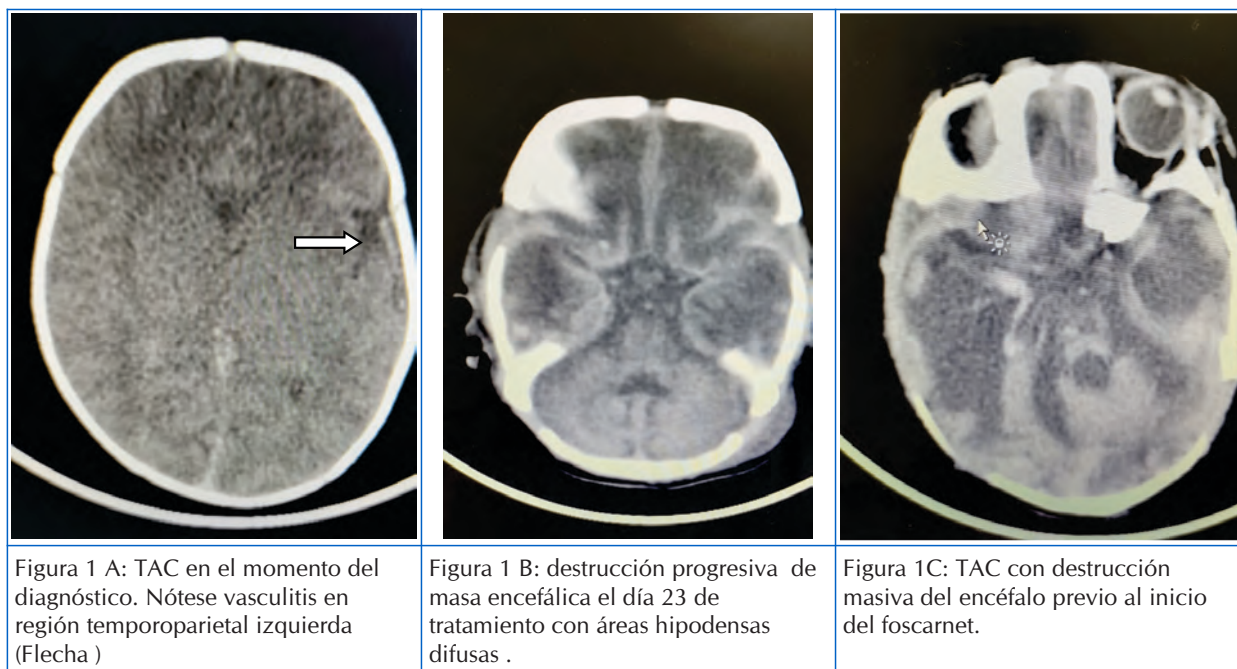 Figura 1 A: TAC en el momento del
diagnóstico. Nótese vasculitis en
región temporoparietal izquierda
(Flecha )
Figura 1 B: destrucción progresiva de
masa encefálica el día 23 de
tratamiento con áreas hipodensas
difusas .
Figura 1C: TAC con destrucción
masiva del encéfalo previo al inicio
del foscarnet.